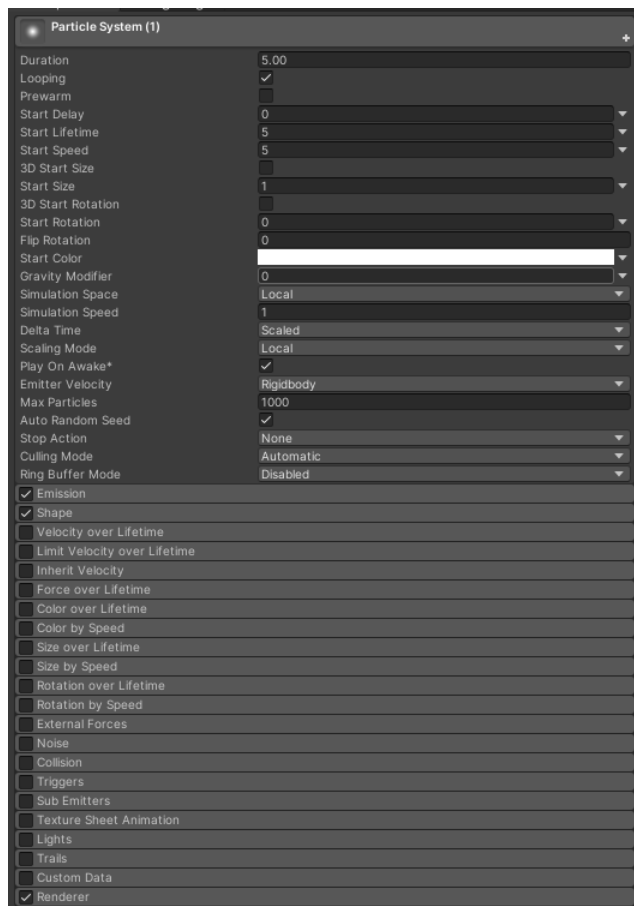 Particle System (1)
Duration 5.00
Looping
Prewarm
Start Delay 0
Start Lifetime 5
Start Speed 5
3D Start Size
Start Size 1
3D Start Rotation
Start Rotation 0
Flip Rotation 0
Start Color
Gravity Modifier 0
Simulation Space Local
Simulation Speed 1
Delta Time Scaled
Scaling Mode Local
Play On Awake*
Emitter Velocity Rigidbody
Max Particles 1000
Auto Random Seed
Stop Action None
Culling Mode Automatic
Ring Buffer Mode Disabled
Emission
Shape
Velocity over Lifetime
Limit Velocity over Lifetime
Inherit Velocity
Force over Lifetime
Color over Lifetime
Color by Speed
Size over Lifetime
Size by Speed
Rotation over Lifetime
Rotation by Speed
External Forces
Noise
Collision
Triggers
Sub Emitters
Texture Sheet Animation
Lights
Trails
Custom Data
Renderer